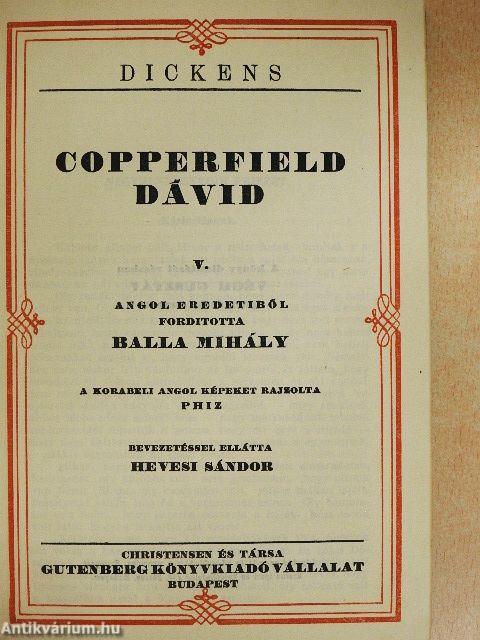 DICKENS
COPPERFIELD
DÁVID
V.
ANGOL EREDETIBŐL
FORDITOTTA
BALLA MIHÁLY
A KORABELI ANGOL KÉPEKET RAJZOLTA
PHIZ
BEVEZETÉSSEL ELLÁTTA
HEVESI SÁNDOR
CHRISTENSEN ÉS TÁRSA
GUTENBERG KÖNYVKIADÓ VÁLLALAT
BUDAPEST
Antikvárium.hu